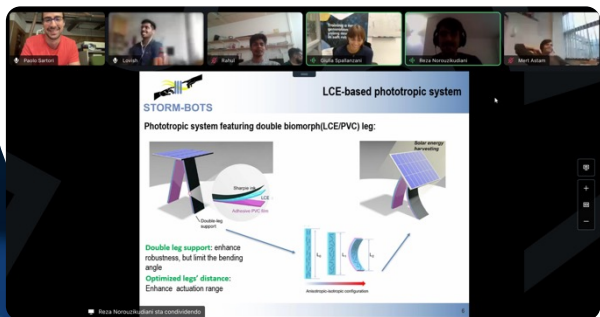 Paolo Sartori
Loriah
Rahul
Giulia Spallanzani
Reza Norouzikudiani
Mert Astam
STORM-BOTS
LCE-based phototropic system
Phototropic system featuring double biomorph(LCE/PVC) leg:
Solar energy
harvesting
Sharpie ink
LCE
Adhesive PVC film
Double-leg
support
Double leg support: enhance
robustness, but limit the bending
angle
Optimized legs' distance:
Enhance actuation range
Anisotropic-isotropic configuration
6
Reza Norouzikudiani sta condividendo